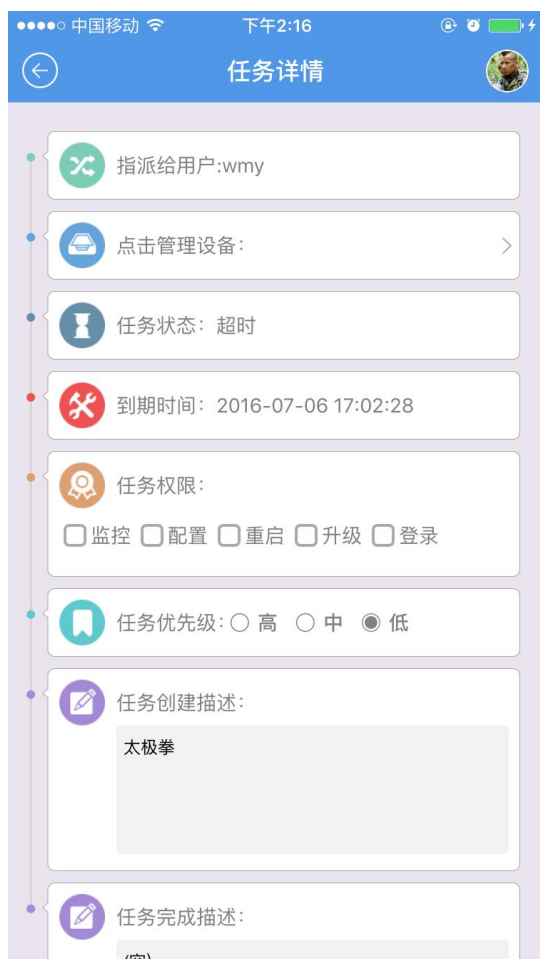 中国移动 下午2:16
任务详情
指派给用户:wmy
点击管理设备:
任务状态: 超时
到期时间: 2016-07-06 17:02:28
任务权限:
监控 配置 重启 升级 登录
任务优先级: 高 中 低
任务创建描述:
太极拳
任务完成描述: